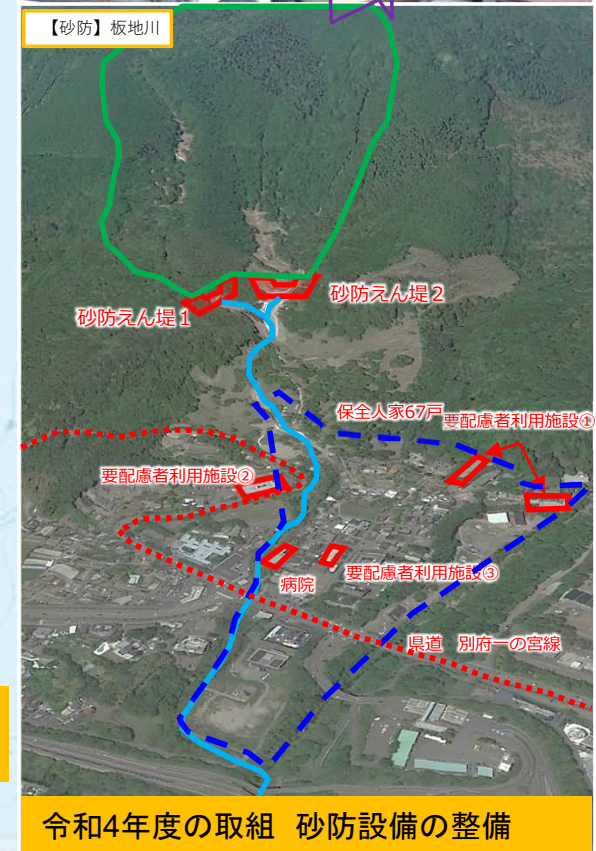 【砂防】板地川
砂防えん堤２
砂防えん堤１
保全人家67戸
要配慮者利用施設①
要配慮者利用施設②
要配慮者利用施設③
病院
県道　別府一の宮線
令和4年度の取組 砂防設備の整備